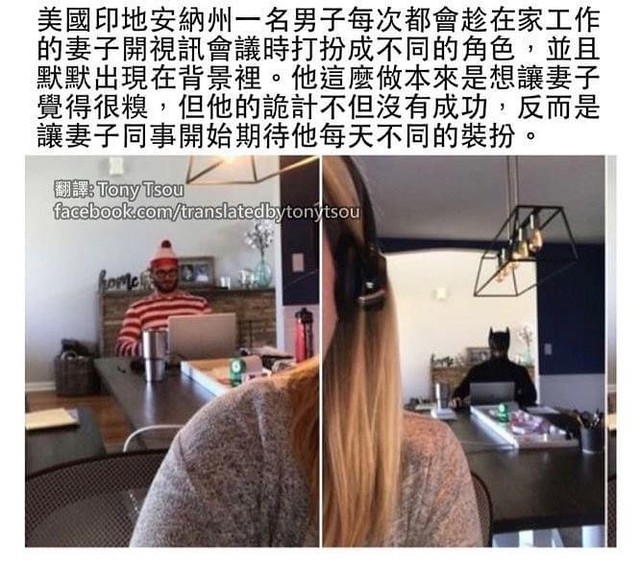 美國印地安納州一名男子每次都會趁在家工作
的妻子開視訊會議時打扮成不同的角色，並且
默默出現在背景裡。他這麼做本來是想讓妻子
覺得很糗，但他的詭計不但沒有成功，反而是
讓妻子同事開始期待他每天不同的裝扮。
翻譯: Tony Tsou
facebook.com/translatedbytonytsou
home